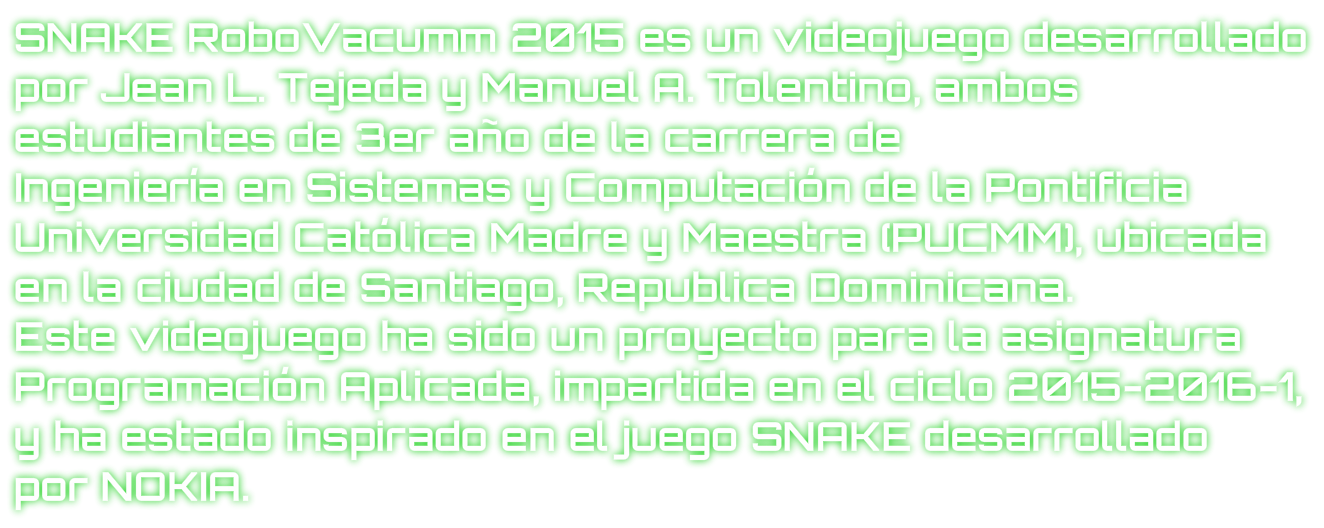 SNAKE RoboVacumm 2015 es un videojuego desarrollado
por Jean L. Tejeda y Manuel A. Tolentino, ambos
estudiantes de 3er año de la carrera de
Ingeniería en Sistemas y Computación de la Pontificia
Universidad Católica Madre y Maestra (PUCMM), ubicada
en la ciudad de Santiago, Republica Dominicana.
Este videojuego ha sido un proyecto para la asignatura
Programación Aplicada, impartida en el ciclo 2015-2016-1,
y ha estado inspirado en el juego SNAKE desarrollado
por NOKIA.